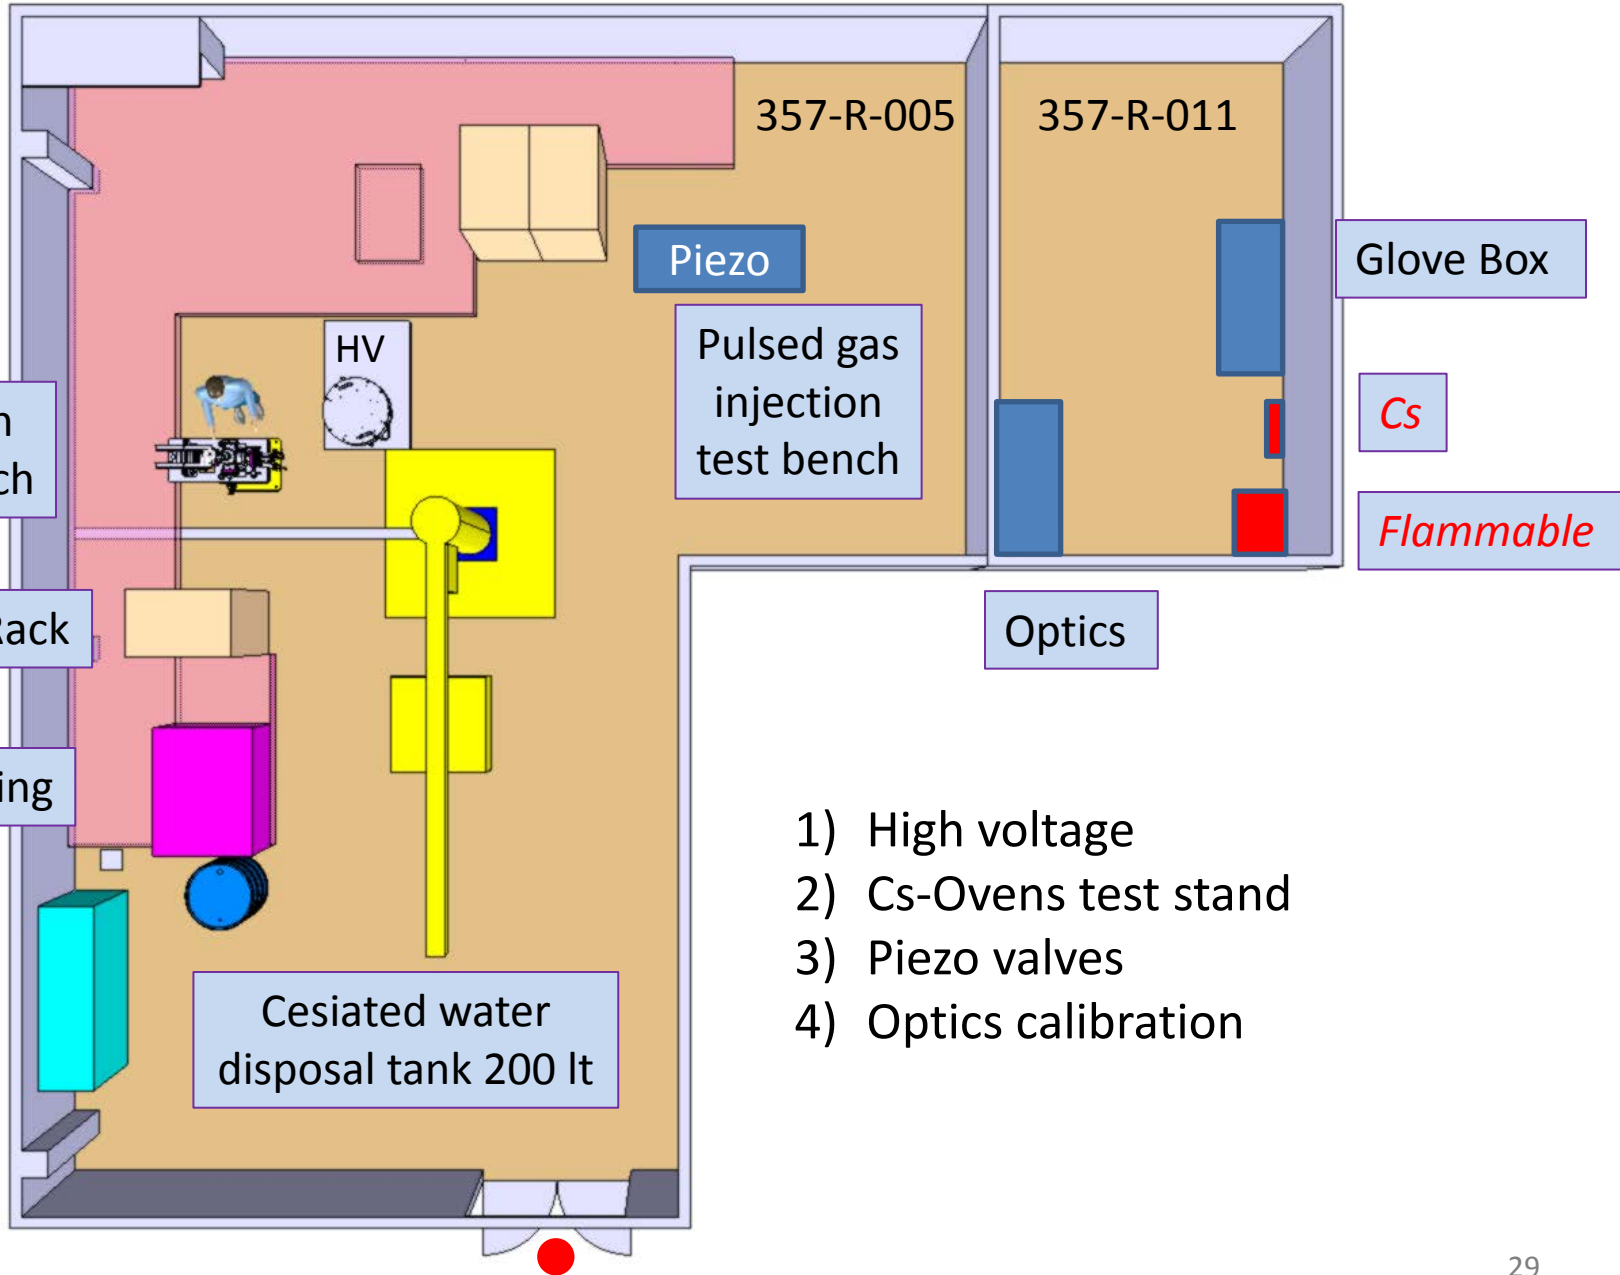 357-R-005
357-R-011
Piezo
Glove Box
HV
Pulsed gas
injection
test bench
Cs
Flammable
Rack
Optics
1) High voltage
2) Cs-Ovens test stand
3) Piezo valves
4) Optics calibration
Cesiated water
disposal tank 200 lt
29